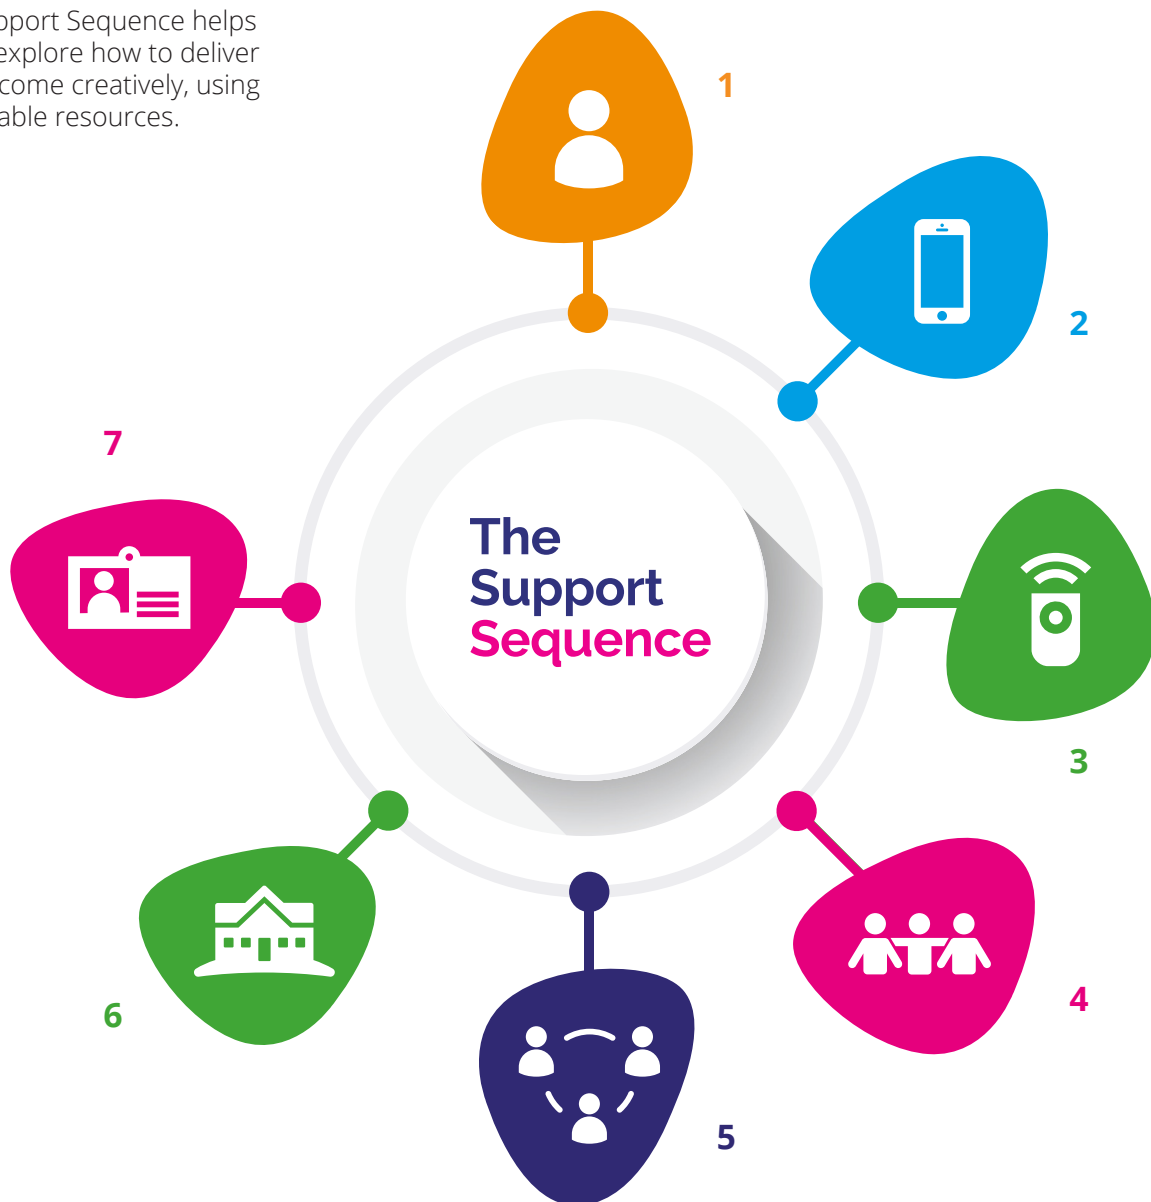 pport Sequence helps
explore how to deliver
come creatively, using
able resources.
1
2
7
The
Support
Sequence
3
4
6
5